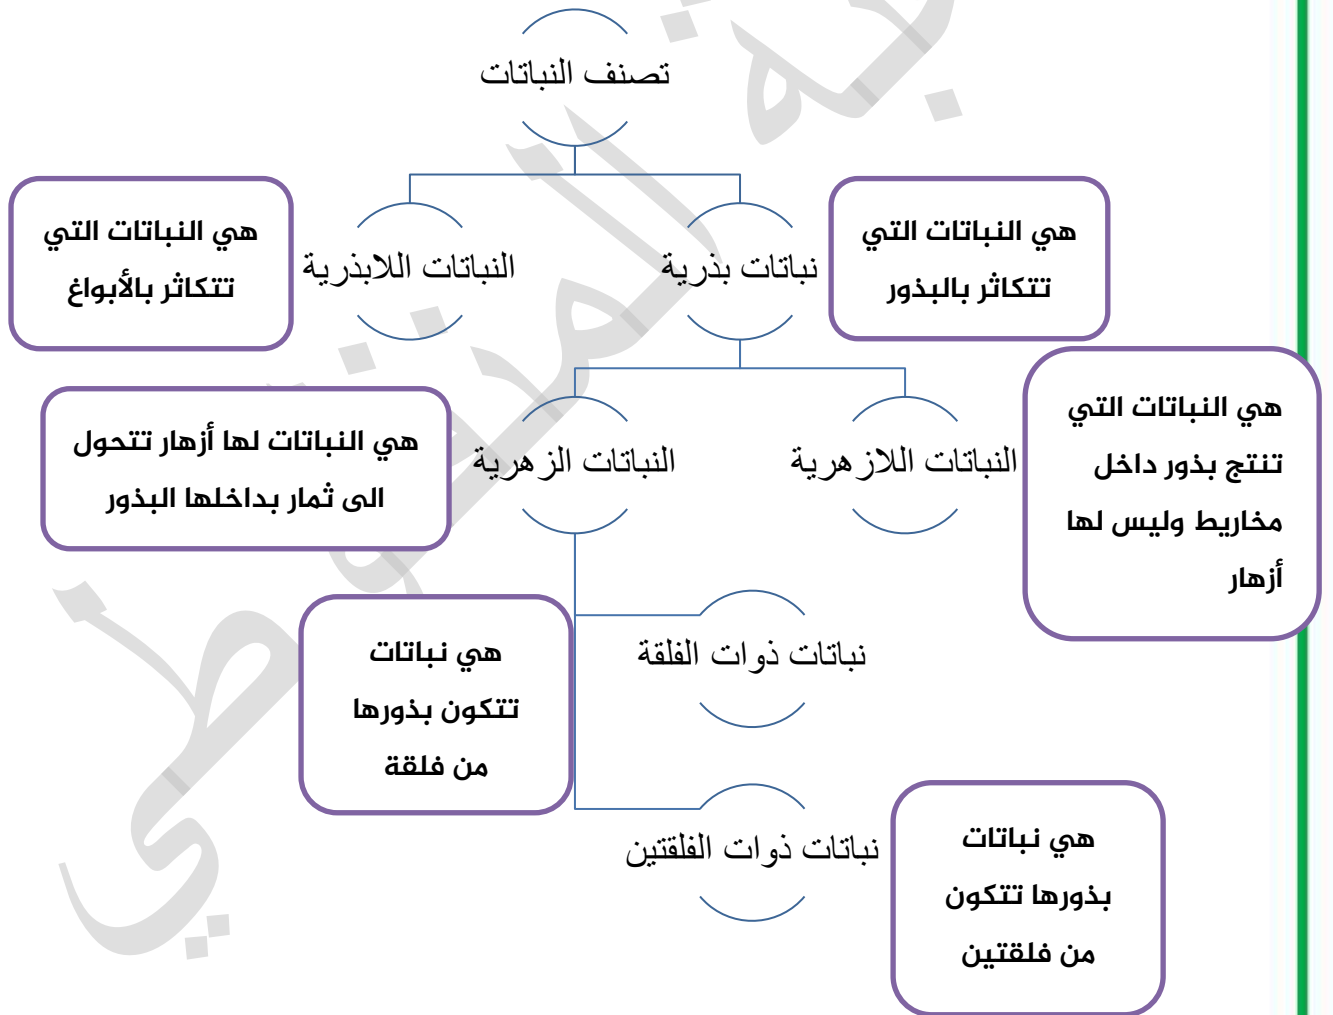 تصنف النباتات
هي النباتات التي
تتكاثر بالبذور
نباتات بذرية
النباتات اللابذرية
هي النباتات التي
تتكاثر بالأبواغ
هي النباتات التي
تنتج بذور داخل
مخاريط وليس لها
أزهار
النباتات اللازهرية
النباتات الزهرية
هي النباتات لها أزهار تتحول
الى ثمار بداخلها البذور
نباتات ذوات الفلقة
هي نباتات
تتكون بذورها
من فلقة
نباتات ذوات الفلقتين
هي نباتات
بذورها تتكون
من فلقتين